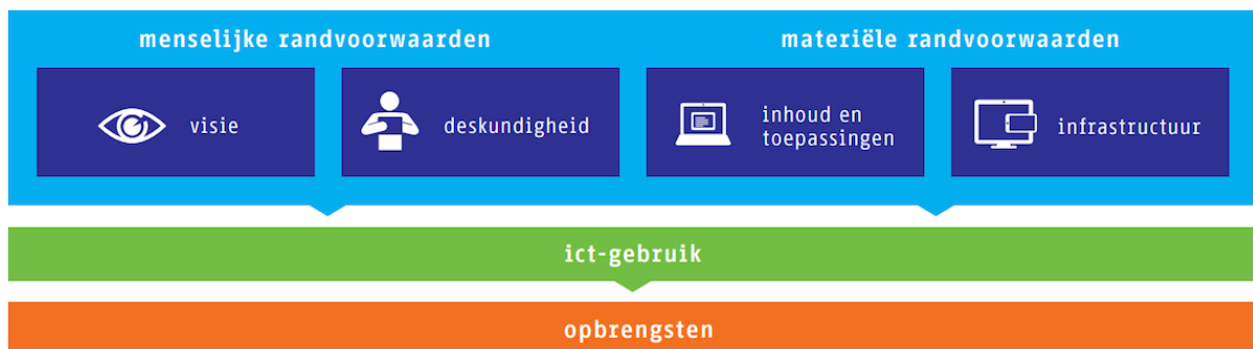 menselijke randvoorwaarden
materiële randvoorwaarden
visie
deskundigheid
inhoud en
toepassingen
infrastructuur
ict-gebruik
opbrengsten